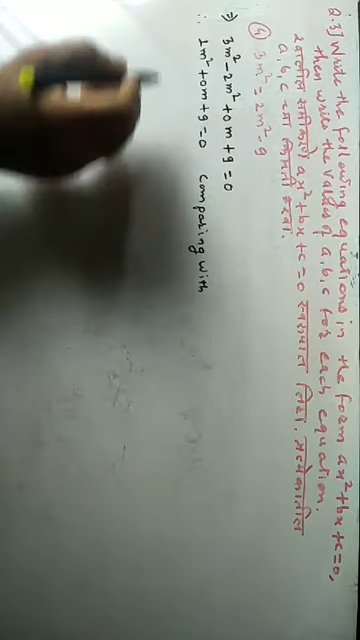 Q.3] Write the following equations in the form ax²+bx+c=0,
then write the values of a, b, c for each equation.
खालील समीकरणे ax²+bx+c=0 स्वरूपात लिहा. प्रत्येकातील
a, b, c च्या किंमती ठरवा.
④ 3m² = 2m² - 9
⇒ 3m² - 2m² + 0m + 9 = 0
∴ 1m² + 0m + 9 = 0 Comparing with